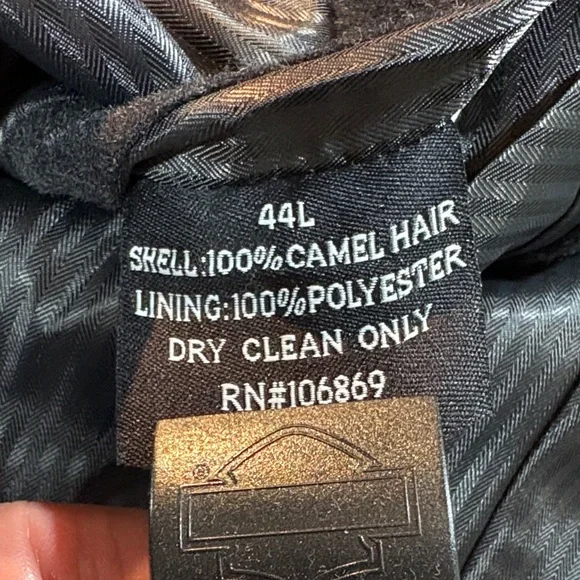 44L
SHELL:100%CAMEL HAIR
LINING:100%POLYESTER
DRY CLEAN ONLY
RN#106869
®